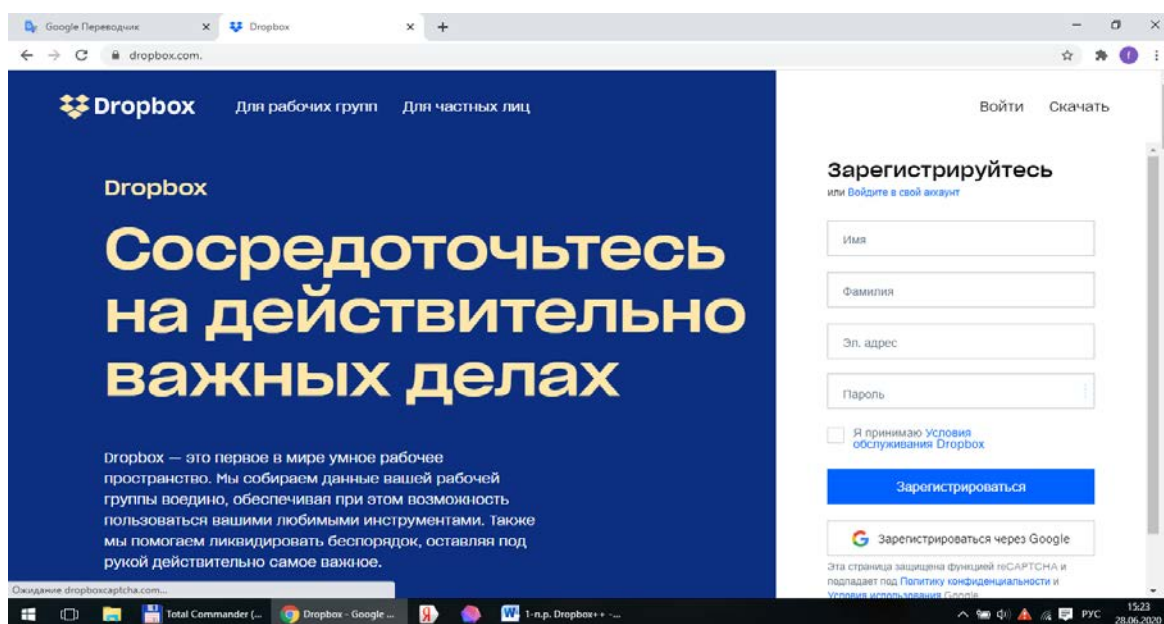 Google Переводчик
Dropbox
dropbox.com.
Dropbox
Для рабочих групп
Для частных лиц
Войти
Скачать
Dropbox
Сосредоточьтесь
на действительно
важных делах
Dropbox — это первое в мире умное рабочее
пространство. Мы собираем данные вашей рабочей
группы воедино, обеспечивая при этом возможность
пользоваться вашими любимыми инструментами. Также
мы помогаем ликвидировать беспорядок, оставляя под
рукой действительно самое важное.
Зарегистрируйтесь
или Войдите в свой аккаунт
Имя
Фамилия
Эл. адрес
Пароль
Я принимаю Условия
обслуживания Dropbox
Зарегистрироваться
Зарегистрироваться через Google
Эта страница защищена функцией reCAPTCHA и
подпадает под Политику конфиденциальности и
Условия использования Google
Ожидание dropboxcaptcha.com...
Total Commander (...
Dropbox - Google ...
1-п.р. Dropbox++ -...
РУС
15:23
28.06.2020